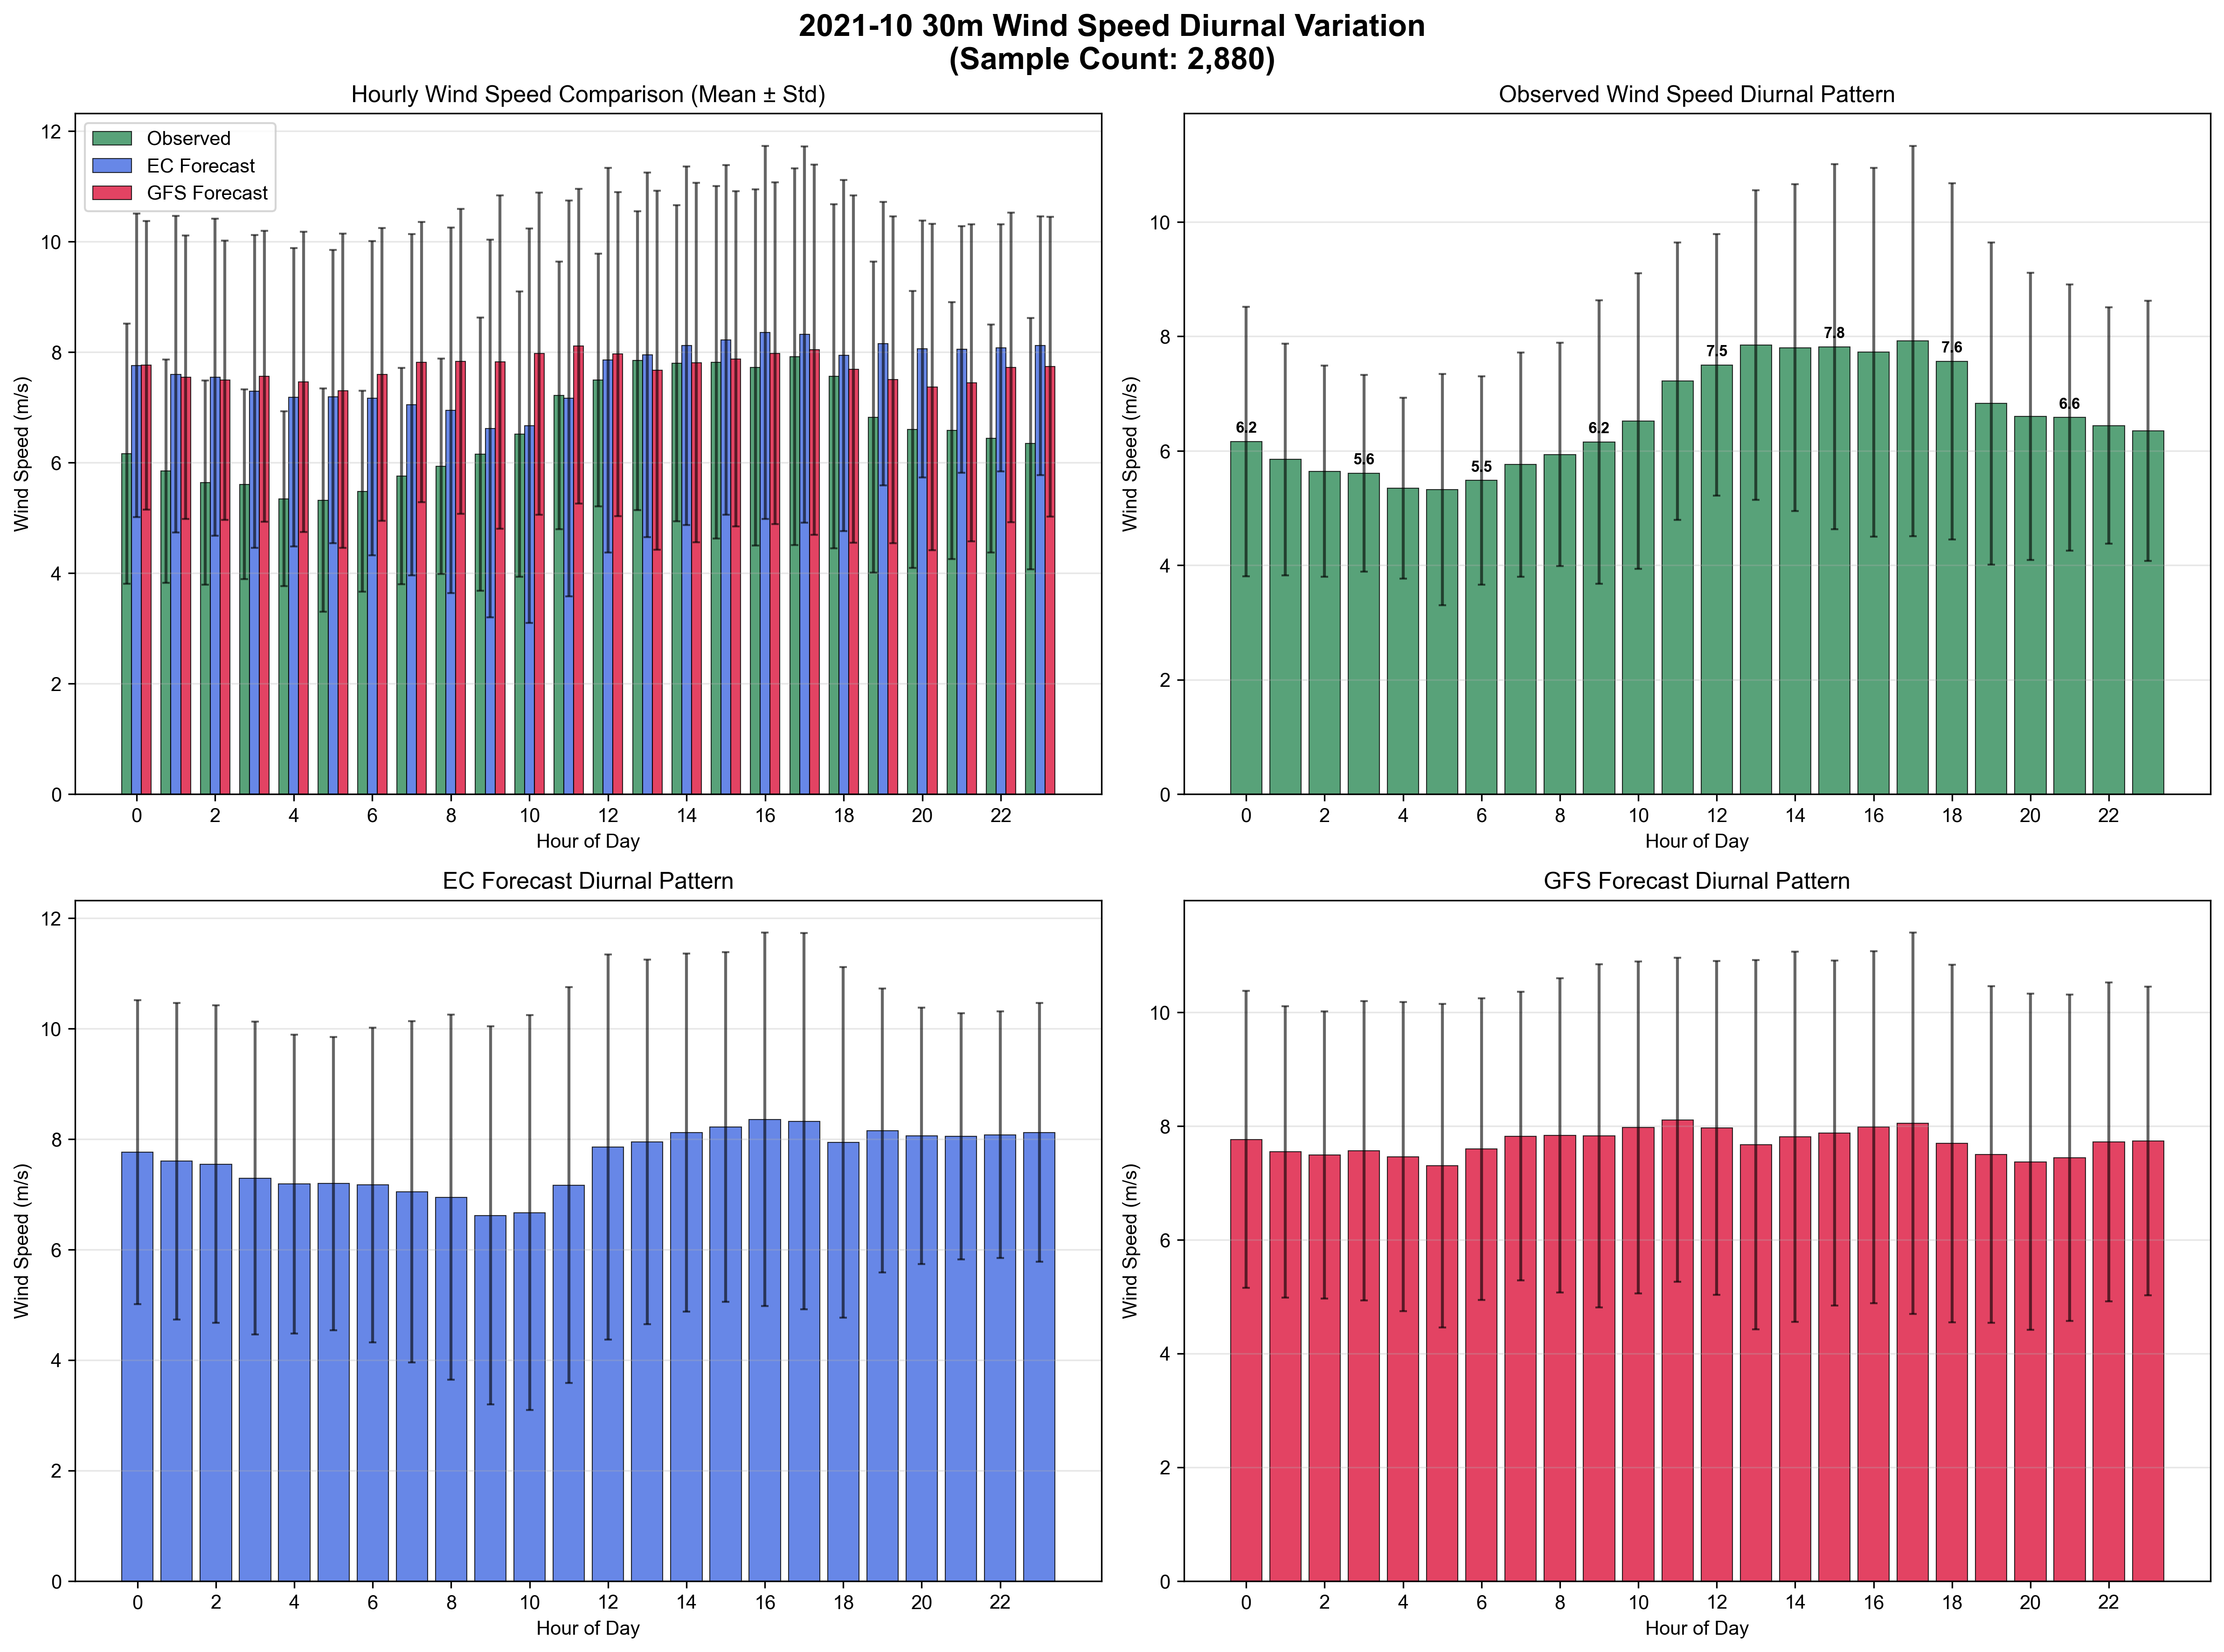 2021-10 30m Wind Speed Diurnal Variation
(Sample Count: 2,880)
Hourly Wind Speed Comparison (Mean ± Std)
Observed
EC Forecast
GFS Forecast
Wind Speed (m/s)
12
10
8
6
4
2
0
0 2 4 6 8 10 12 14 16 18 20 22
Hour of Day
Observed Wind Speed Diurnal Pattern
Wind Speed (m/s)
10
8
6
4
2
0
6.2 5.6 5.5 6.2 7.5 7.8 7.6 6.6
0 2 4 6 8 10 12 14 16 18 20 22
Hour of Day
EC Forecast Diurnal Pattern
Wind Speed (m/s)
12
10
8
6
4
2
0
0 2 4 6 8 10 12 14 16 18 20 22
Hour of Day
GFS Forecast Diurnal Pattern
Wind Speed (m/s)
10
8
6
4
2
0
0 2 4 6 8 10 12 14 16 18 20 22
Hour of Day